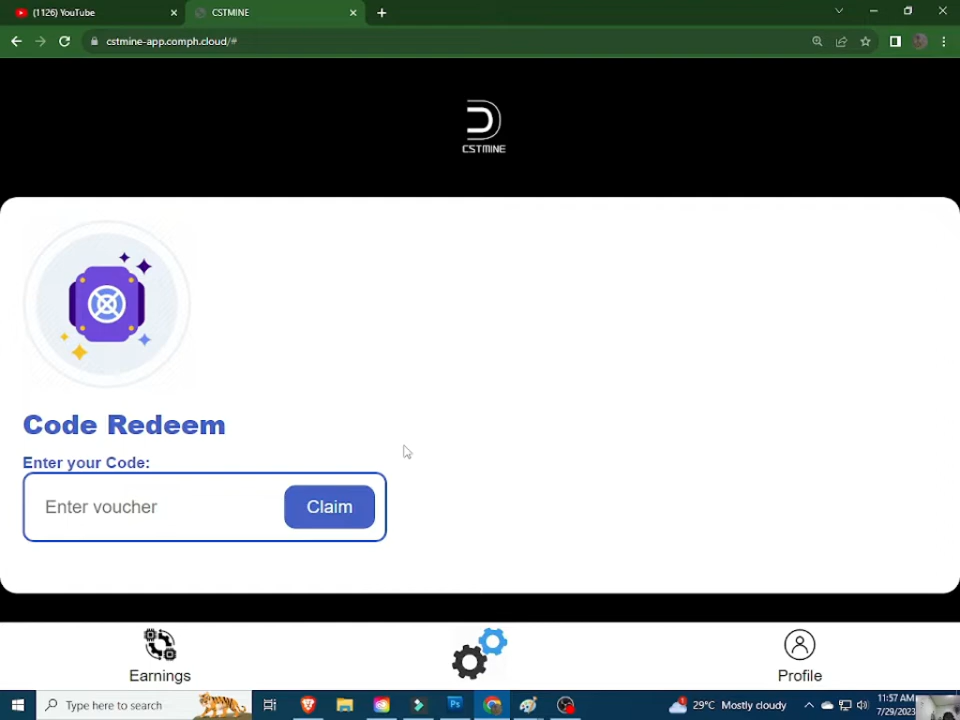 (1126) YouTube
CSTMINE
cstmine-app.comph.cloud/#
CSTMINE
Code Redeem
Enter your Code:
Enter voucher
Claim
Earnings
Profile
Type here to search
Ps
29°C Mostly cloudy
11:57 AM
7/29/2023